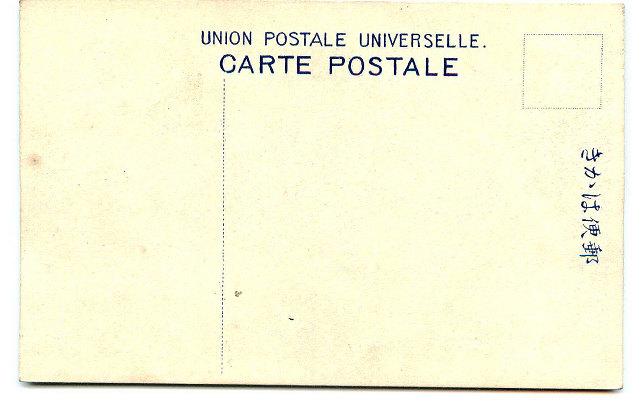 UNION POSTALE UNIVERSELLE.
CARTE POSTALE
きかは便郵